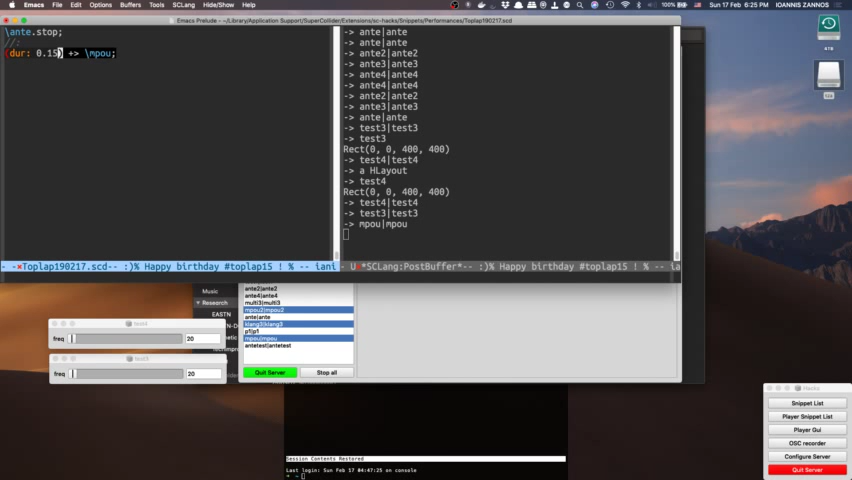 Emacs File Edit Options Buffers Tools SCLang Hide/Show Help
100% Sun 17 Feb 6:25 PM IOANNIS ZANNOS
Emacs Prelude - ~/Library/Application Support/SuperCollider/Extensions/sc-hacks/Snippets/Performances/Toplap190217.scd
\ante.stop;
//:
(dur: 0.15) +> \mpou;
-> ante|ante
-> ante|ante
-> ante2|ante2
-> ante3|ante3
-> ante4|ante4
-> ante4|ante4
-> ante2|ante2
-> ante3|ante3
-> ante|ante
-> test3|test3
-> test3
Rect(0, 0, 400, 400)
-> test4|test4
-> a HLayout
-> test4
Rect(0, 0, 400, 400)
-> test4|test4
-> test3|test3
-> mpou|mpou
Toplap190217.scd-- :)% Happy birthday #toplap15 ! % -- iani
*SCLang:PostBuffer*-- :)% Happy birthday #toplap15 ! % -- ia
Music
Research
EASTN
ante2|ante2
ante4|ante4
multi3|multi3
mpou2|mpou2
ante|ante
klang3|klang3
p1|p1
mpou|mpou
antetest|antetest
Quit Server Stop all
test4
freq 20
test3
freq 20
Session Contents Restored
Last login: Sun Feb 17 04:47:25 on console
4TB
Hacks
Snippet List
Player Snippet List
Player Gui
OSC recorder
Configure Server
Quit Server